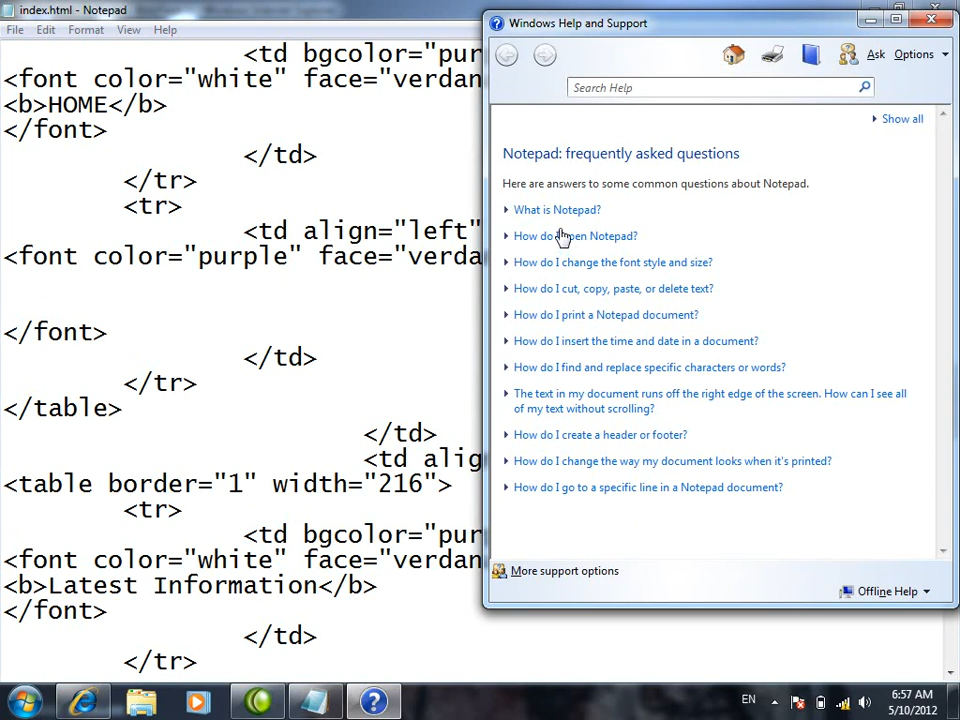 index.html - Notepad
File Edit Format View Help
<td bgcolor="pur
<font color="white" face="verdan
<b>HOME</b>
</font>
</td>
</tr>
<tr>
<td align="left"
<font color="purple" face="verda
</font>
</td>
</tr>
</table>
</td>
<td alig
<table border="1" width="216">
<tr>
<td bgcolor="pur
<font color="white" face="verdan
<b>Latest Information</b>
</font>
</td>
</tr>
Windows Help and Support
Ask Options
Search Help
Show all
Notepad: frequently asked questions
Here are answers to some common questions about Notepad.
What is Notepad?
How do I open Notepad?
How do I change the font style and size?
How do I cut, copy, paste, or delete text?
How do I print a Notepad document?
How do I insert the time and date in a document?
How do I find and replace specific characters or words?
The text in my document runs off the right edge of the screen. How can I see all
of my text without scrolling?
How do I create a header or footer?
How do I change the way my document looks when it's printed?
How do I go to a specific line in a Notepad document?
More support options
Offline Help
EN
6:57 AM
5/10/2012